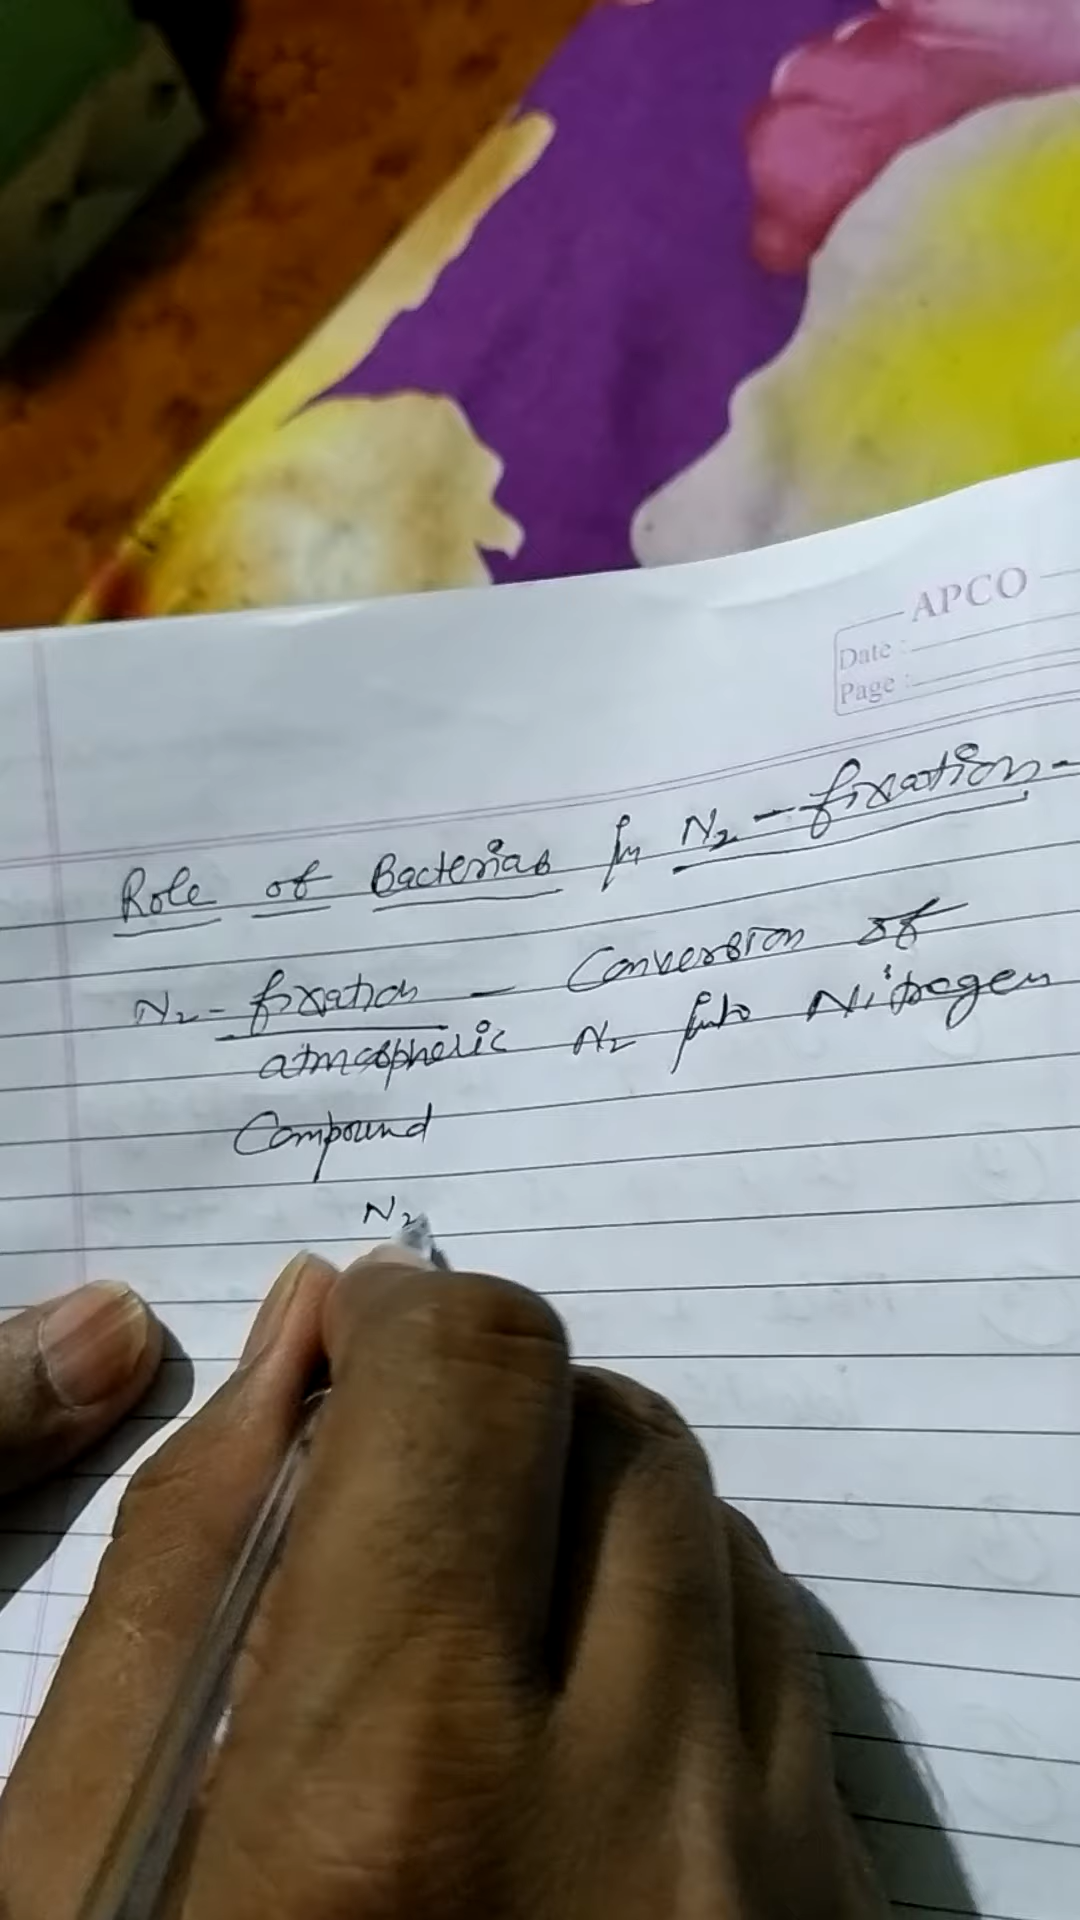 APCO
Date :
Page :
Role of Bacterias In N2 - fixation -
N2 - fixation - Conversion of
atmospheric N2 into Nitrogen
Compound
N2